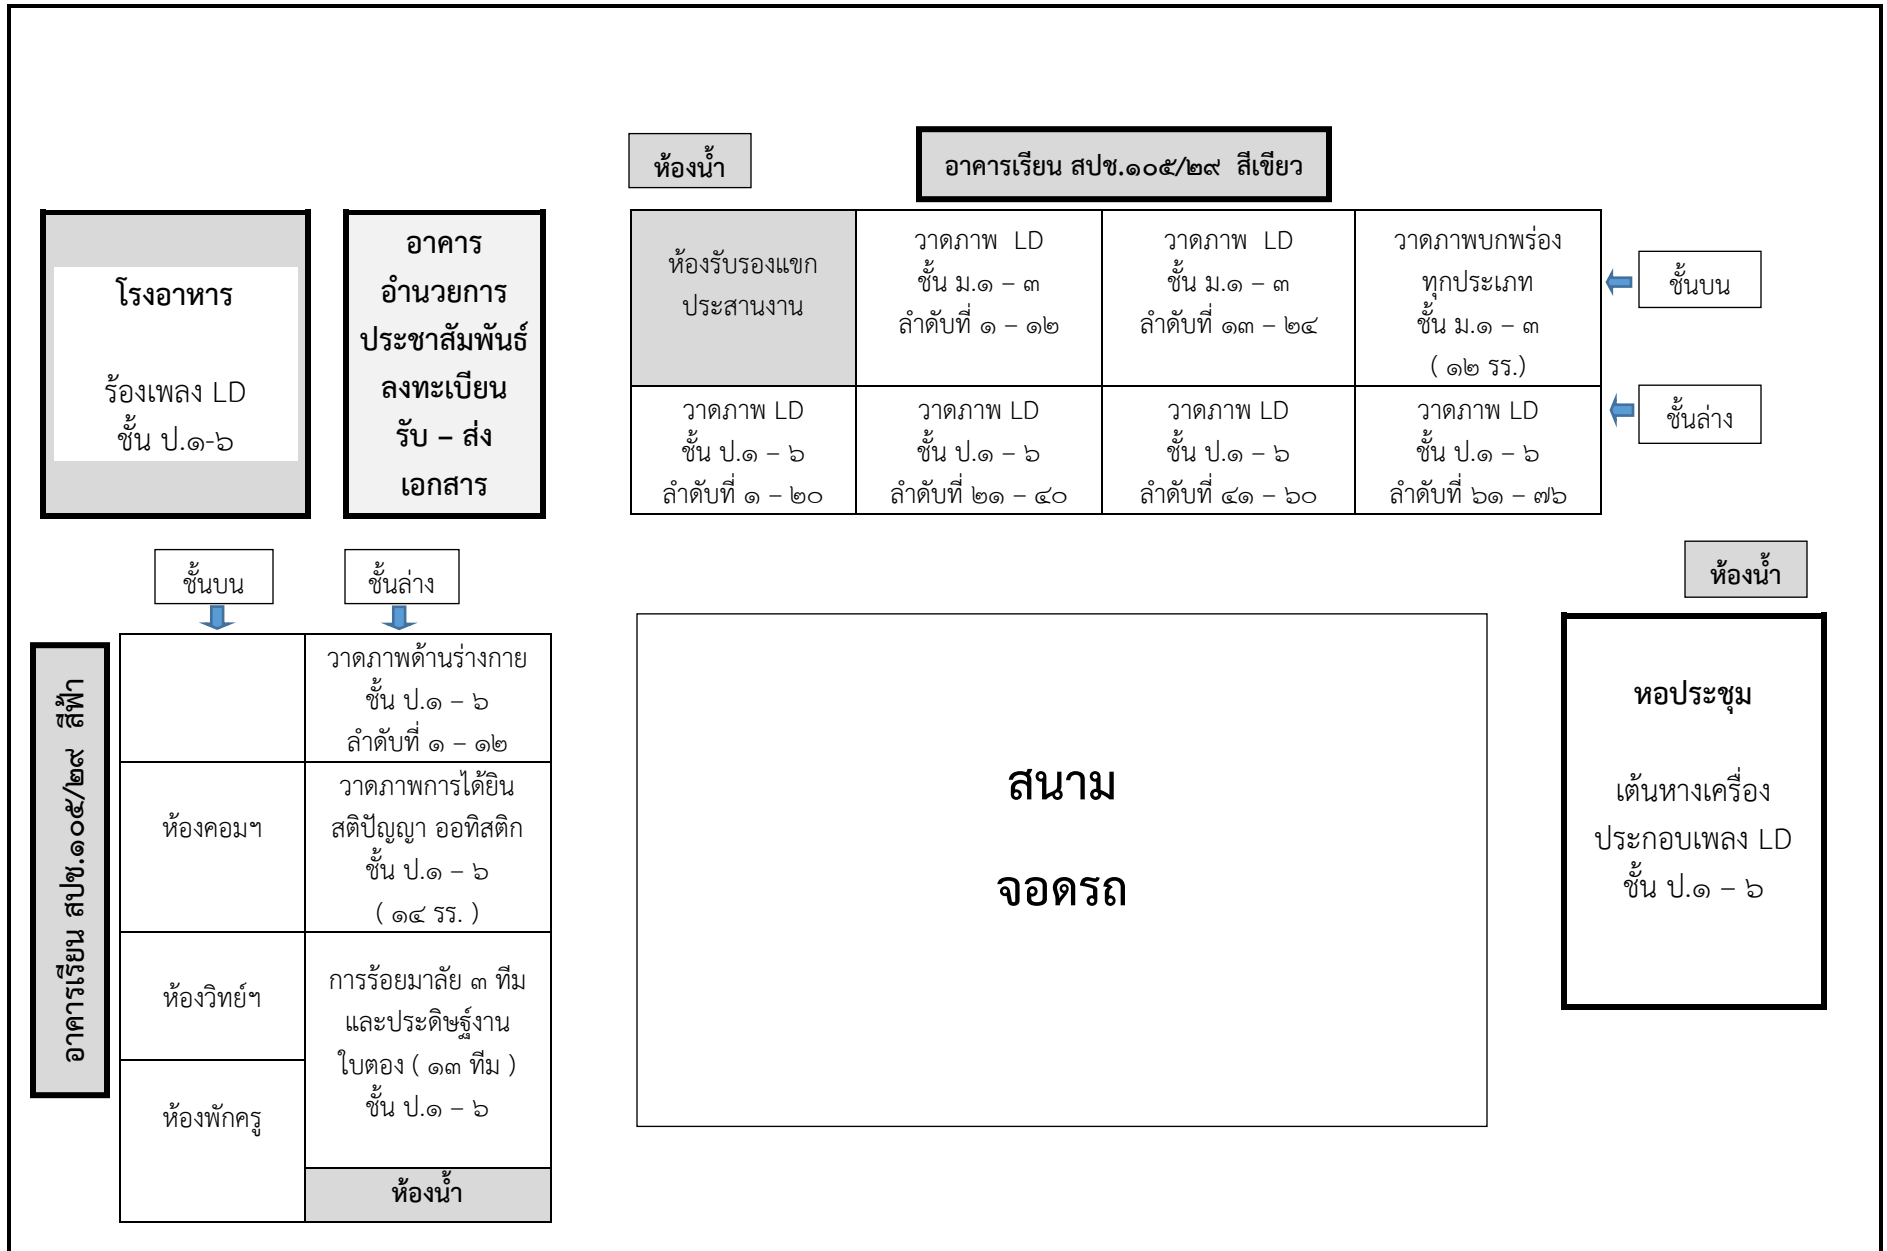 ห้องน้ำ
อาคารเรียน สปช.๑๐๕/๒๙ สีเขียว
โรงอาหาร
ร้องเพลง LD
ชั้น ป.๑-๖
อาคาร
อำนวยการ
ประชาสัมพันธ์
ลงทะเบียน
รับ – ส่ง
เอกสาร
ห้องรับรองแขก
ประสานงาน
วาดภาพ LD
ชั้น ม.๑ – ๓
ลำดับที่ ๑ – ๑๒
วาดภาพ LD
ชั้น ม.๑ – ๓
ลำดับที่ ๑๓ – ๒๔
วาดภาพบกพร่อง
ทุกประเภท
ชั้น ม.๑ – ๓
( ๑๒ รร.)
ชั้นบน
วาดภาพ LD
ชั้น ป.๑ – ๖
ลำดับที่ ๑ – ๒๐
วาดภาพ LD
ชั้น ป.๑ – ๖
ลำดับที่ ๒๑ – ๔๐
วาดภาพ LD
ชั้น ป.๑ – ๖
ลำดับที่ ๔๑ – ๖๐
วาดภาพ LD
ชั้น ป.๑ – ๖
ลำดับที่ ๖๑ – ๗๖
ชั้นล่าง
ชั้นบน
ชั้นล่าง
ห้องน้ำ
อาคารเรียน สปช.๑๐๕/๒๙ สีฟ้า
วาดภาพด้านร่างกาย
ชั้น ป.๑ – ๖
ลำดับที่ ๑ – ๑๒
ห้องคอมฯ
วาดภาพการได้ยิน
สติปัญญา ออทิสติก
ชั้น ป.๑ – ๖
( ๑๔ รร. )
ห้องวิทย์ฯ
การร้อยมาลัย ๓ ทีม
และประดิษฐ์งาน
ใบตอง ( ๑๓ ทีม )
ชั้น ป.๑ – ๖
ห้องพักครู
ห้องน้ำ
สนาม
จอดรถ
หอประชุม
เต้นหางเครื่อง
ประกอบเพลง LD
ชั้น ป.๑ – ๖